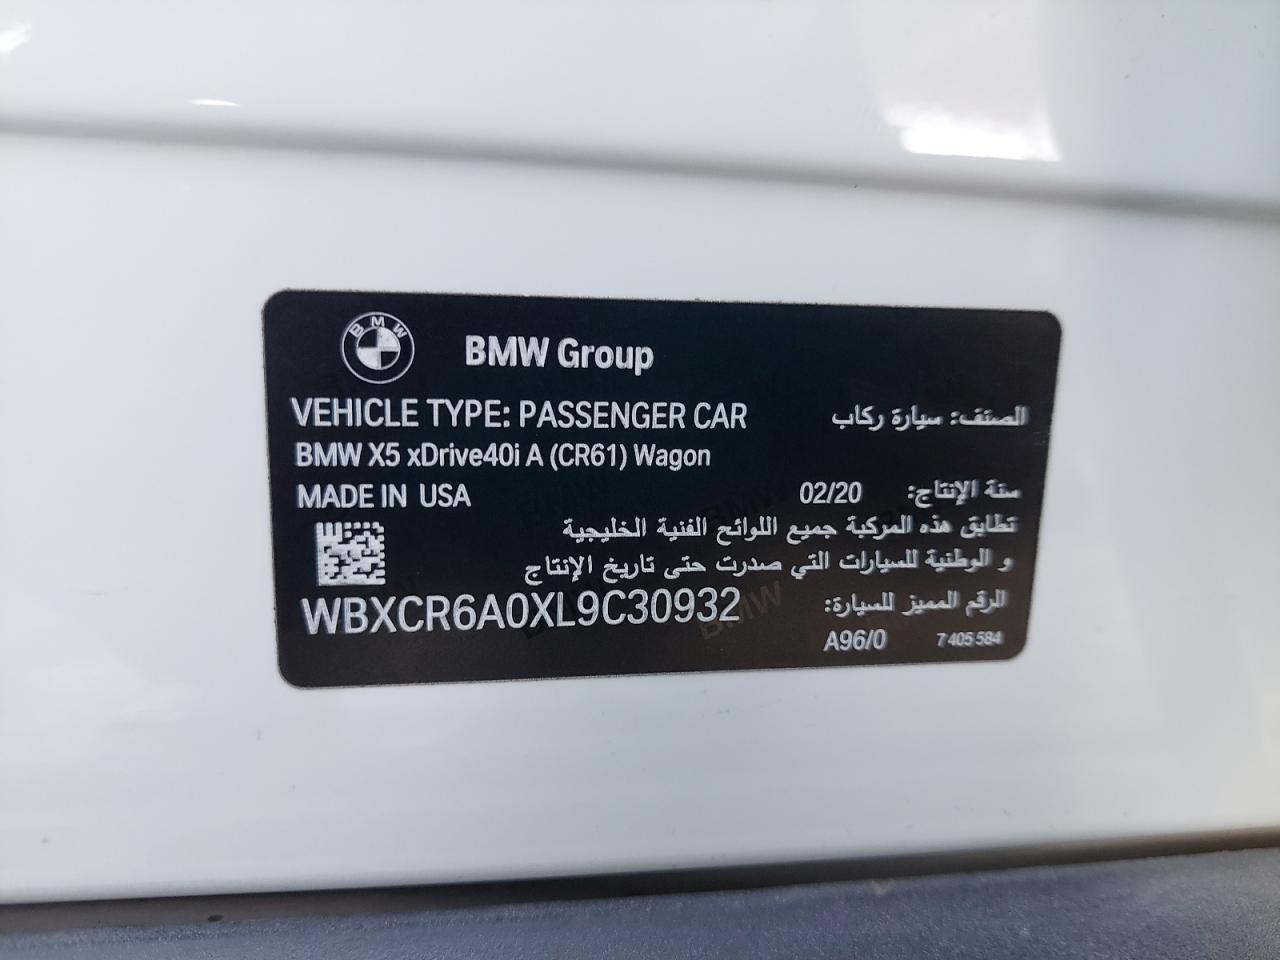 BMW
BMW Group
VEHICLE TYPE: PASSENGER CAR
الصنف: سيارة ركاب
BMW X5 xDrive40i A (CR61) Wagon
MADE IN USA
سنة الإنتاج: 02/20
تطابق هذه المركبة جميع اللوائح الفنية الخليجية
و الوطنية للسيارات التي صدرت حتى تاريخ الإنتاج
الرقم المميز للسيارة:
WBXCR6A0XL9C30932
A96/0
7 405 584